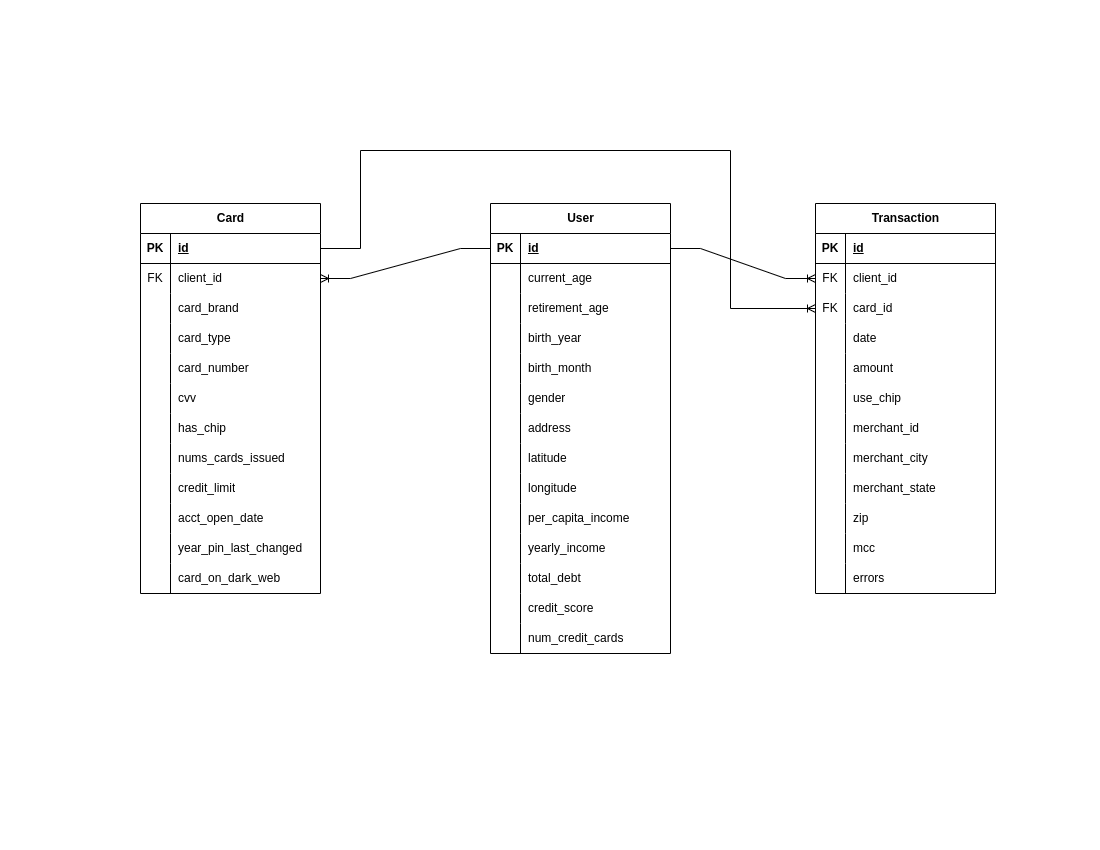 Card
PK id
FK client_id
card_brand
card_type
card_number
cvv
has_chip
nums_cards_issued
credit_limit
acct_open_date
year_pin_last_changed
card_on_dark_web
User
PK id
current_age
retirement_age
birth_year
birth_month
gender
address
latitude
longitude
per_capita_income
yearly_income
total_debt
credit_score
num_credit_cards
Transaction
PK id
FK client_id
FK card_id
date
amount
use_chip
merchant_id
merchant_city
merchant_state
zip
mcc
errors